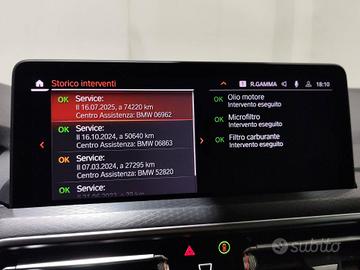 Storico interventi
R.GAMMA
18:10
OK Service:
Il 16.07.2025, a 74220 km
Centro Assistenza: BMW 06962
OK Service:
Il 16.10.2024, a 50640 km
Centro Assistenza: BMW 06863
OK Service:
Il 07.03.2024, a 27295 km
Centro Assistenza: BMW 52820
OK Service:
OK Olio motore
Intervento eseguito
OK Microfiltro
Intervento eseguito
OK Filtro carburante
Intervento eseguito
subito